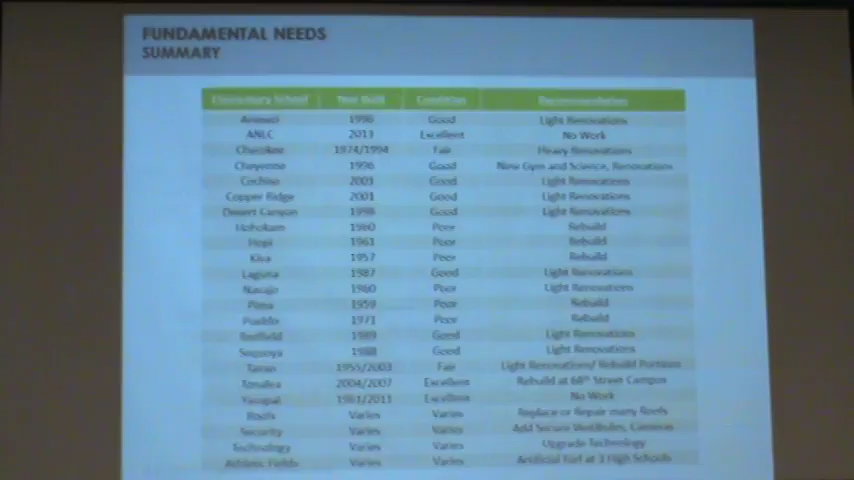 FUNDAMENTAL NEEDS
SUMMARY
Elementary School Year Built Condition Recommendation
Anasazi 1996 Good Light Renovations
ANLC 2013 Excellent No Work
Cherokee 1974/1994 Fair Heavy Renovations
Cheyenne 1996 Good New Gym and Science, Renovations
Cochise 2003 Good Light Renovations
Copper Ridge 2001 Good Light Renovations
Desert Canyon 1998 Good Light Renovations
Hohokam 1960 Poor Rebuild
Hopi 1961 Poor Rebuild
Kiva 1957 Poor Rebuild
Laguna 1987 Good Light Renovations
Navajo 1960 Poor Light Renovations
Pima 1959 Poor Rebuild
Pueblo 1971 Poor Rebuild
Redfield 1989 Good Light Renovations
Sequoya 1988 Good Light Renovations
1955/2003 Fair Light Renovations/ Rebuild Portions
Tonalea 2004/2007 Excellent Rebuild at 68th Street Campus
Yavapai 1961/2011 Excellent No Work
Roofs Varies Varies Replace or Repair many Roofs
Security Varies Varies Add Secure Vestibules, Cameras
Technology Varies Varies Upgrade Technology
Athletic Fields Varies Varies Artificial Turf at 3 High Schools